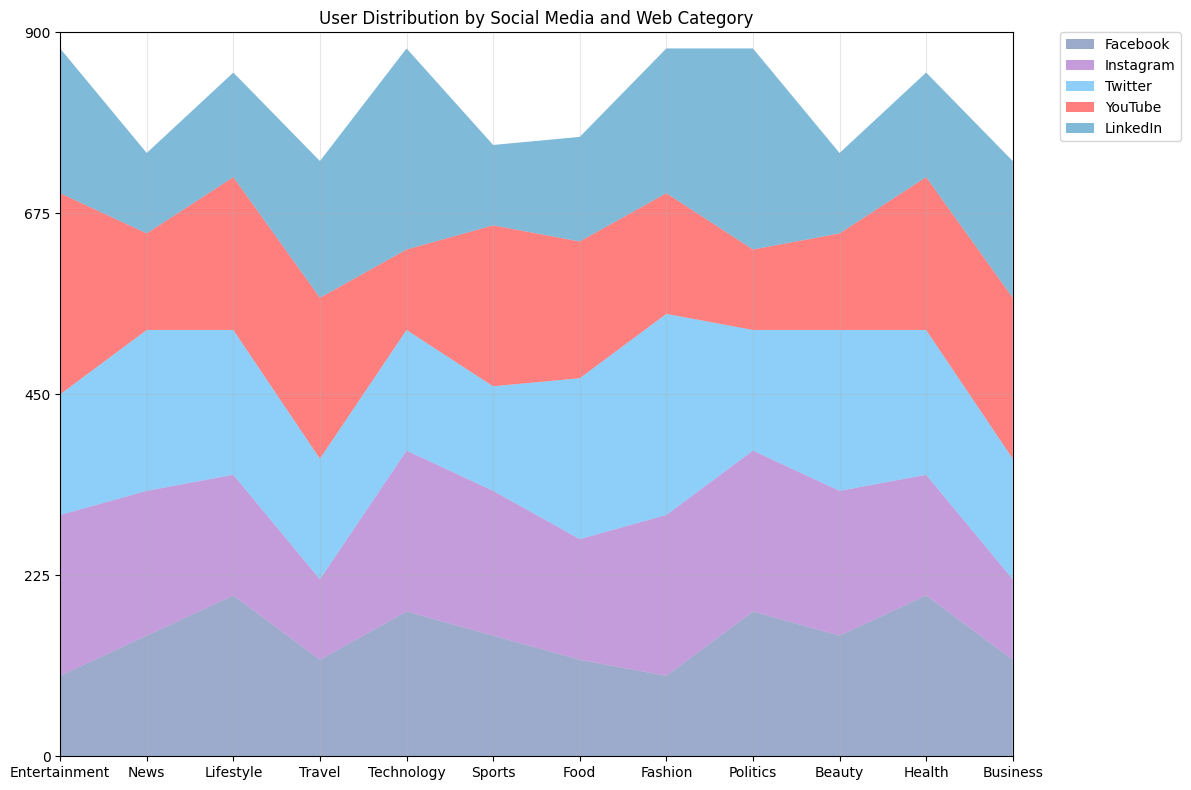 User Distribution by Social Media and Web Category
900
675
450
225
0
Entertainment News Lifestyle Travel Technology Sports Food Fashion Politics Beauty Health Business
Facebook
Instagram
Twitter
YouTube
LinkedIn